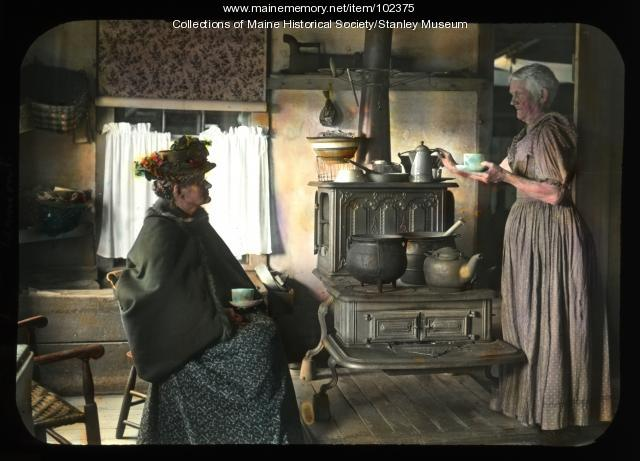 www.mainememory.net/item/102375
Collections of Maine Historical Society/Stanley Museum